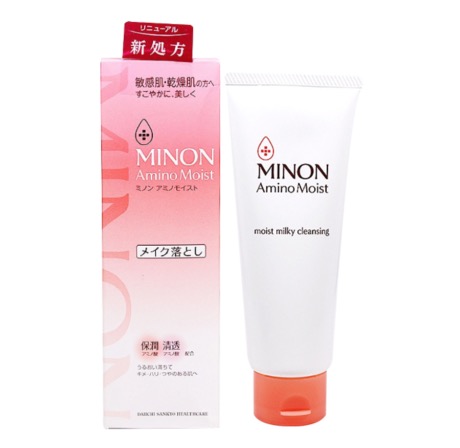 リニューアル
新処方
敏感肌・乾燥肌の方へ
すこやかに、美しく
MINON
Amino Moist
ミノン アミノモイスト
メイク落とし
保潤 清透
アミノ酸 アミノ酸 配合
うるおい落ちて
キメ・ハリ・つやのある肌へ
DAIICHI SANKYO HEALTHCARE
MINON
MINON
Amino Moist
moist milky cleansing